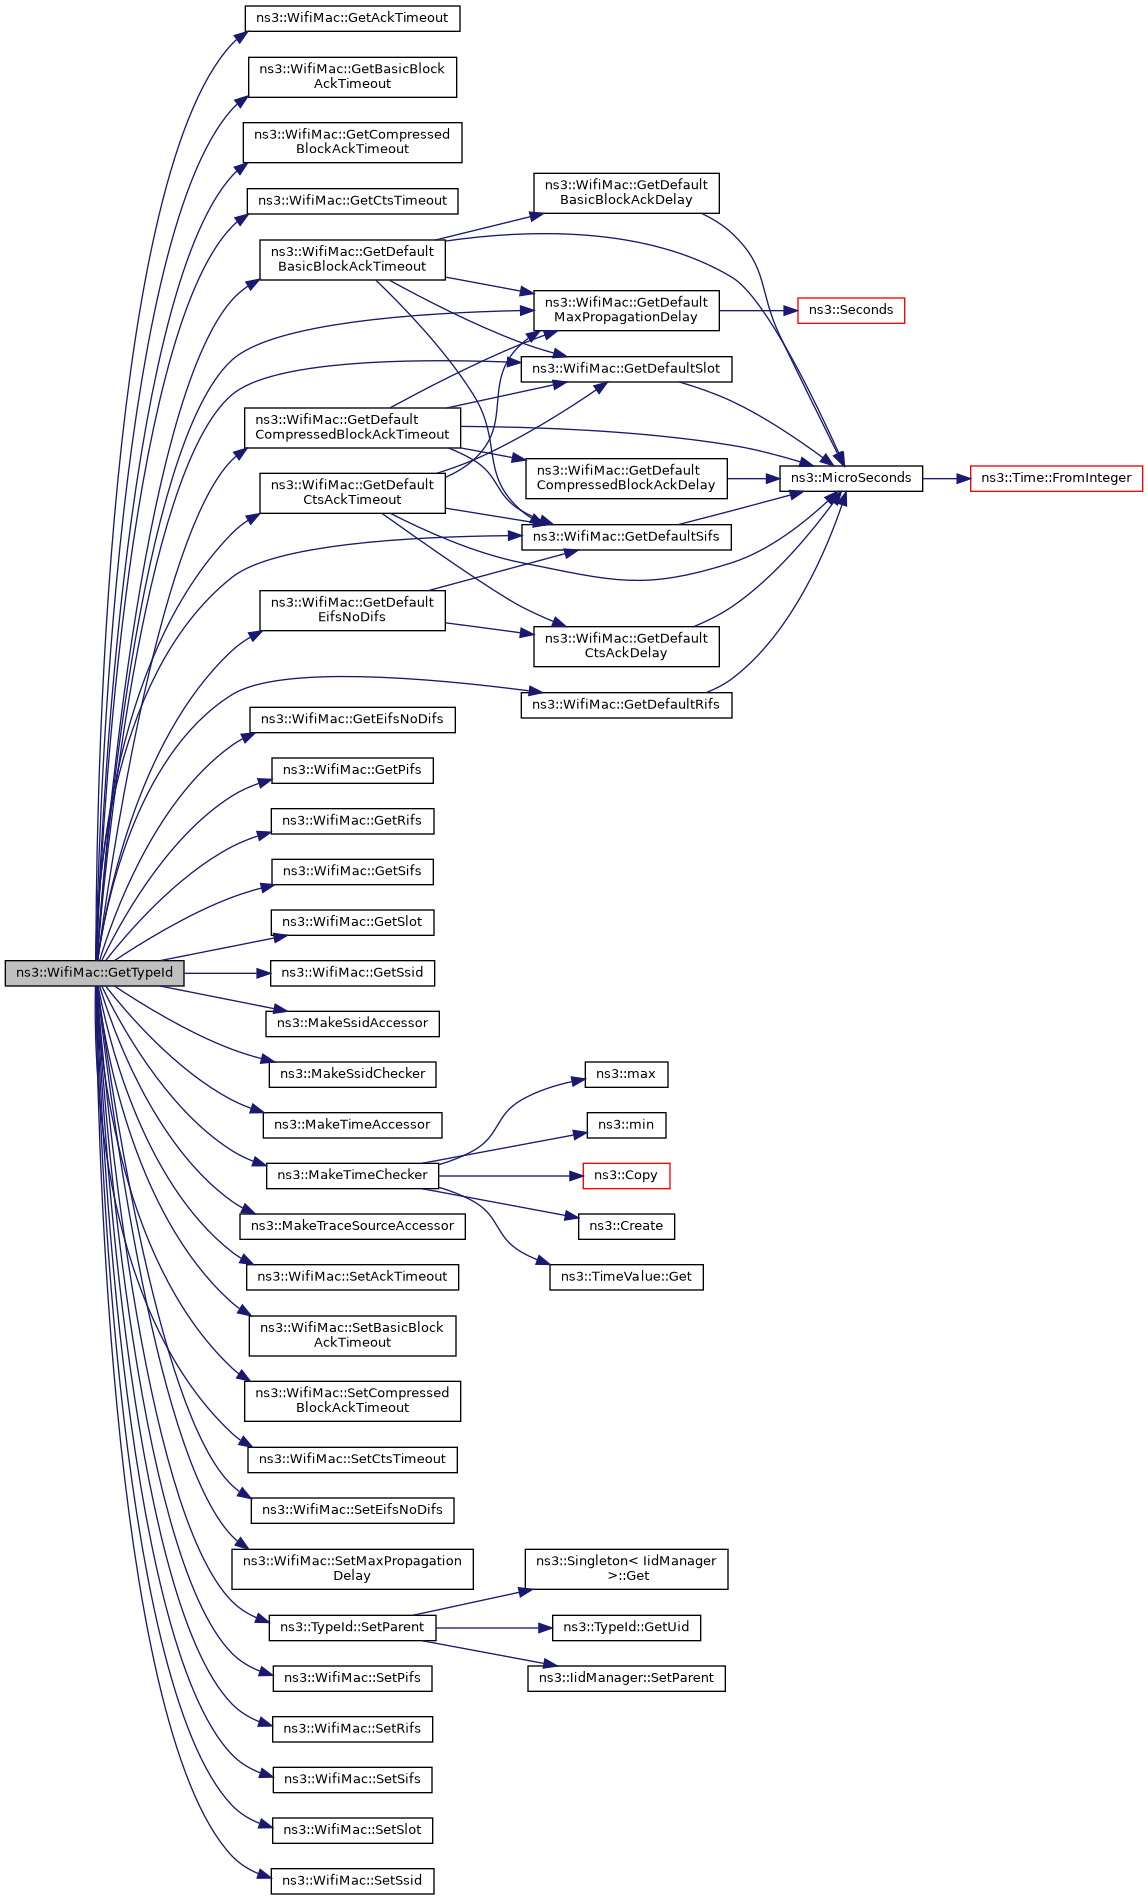 ns3::WifiMac::GetAckTimeout
ns3::WifiMac::GetBasicBlock
AckTimeout
ns3::WifiMac::GetCompressed
BlockAckTimeout
ns3::WifiMac::GetCtsTimeout
ns3::WifiMac::GetDefault
BasicBlockAckTimeout
ns3::WifiMac::GetDefault
CompressedBlockAckTimeout
ns3::WifiMac::GetDefault
CtsAckTimeout
ns3::WifiMac::GetDefault
EifsNoDifs
ns3::WifiMac::GetDefault
BasicBlockAckDelay
ns3::WifiMac::GetDefault
MaxPropagationDelay
ns3::WifiMac::GetDefaultSlot
ns3::WifiMac::GetDefault
CompressedBlockAckDelay
ns3::WifiMac::GetDefaultSifs
ns3::WifiMac::GetDefault
CtsAckDelay
ns3::WifiMac::GetDefaultRifs
ns3::Seconds
ns3::MicroSeconds
ns3::Time::FromInteger
ns3::WifiMac::GetEifsNoDifs
ns3::WifiMac::GetPifs
ns3::WifiMac::GetRifs
ns3::WifiMac::GetSifs
ns3::WifiMac::GetSlot
ns3::WifiMac::GetTypeId
ns3::WifiMac::GetSsid
ns3::MakeSsidAccessor
ns3::MakeSsidChecker
ns3::MakeTimeAccessor
ns3::MakeTimeChecker
ns3::max
ns3::min
ns3::Copy
ns3::Create
ns3::TimeValue::Get
ns3::MakeTraceSourceAccessor
ns3::WifiMac::SetAckTimeout
ns3::WifiMac::SetBasicBlock
AckTimeout
ns3::WifiMac::SetCompressed
BlockAckTimeout
ns3::WifiMac::SetCtsTimeout
ns3::WifiMac::SetEifsNoDifs
ns3::WifiMac::SetMaxPropagation
Delay
ns3::TypeId::SetParent
ns3::Singleton< IidManager
>::Get
ns3::TypeId::GetUid
ns3::IidManager::SetParent
ns3::WifiMac::SetPifs
ns3::WifiMac::SetRifs
ns3::WifiMac::SetSifs
ns3::WifiMac::SetSlot
ns3::WifiMac::SetSsid